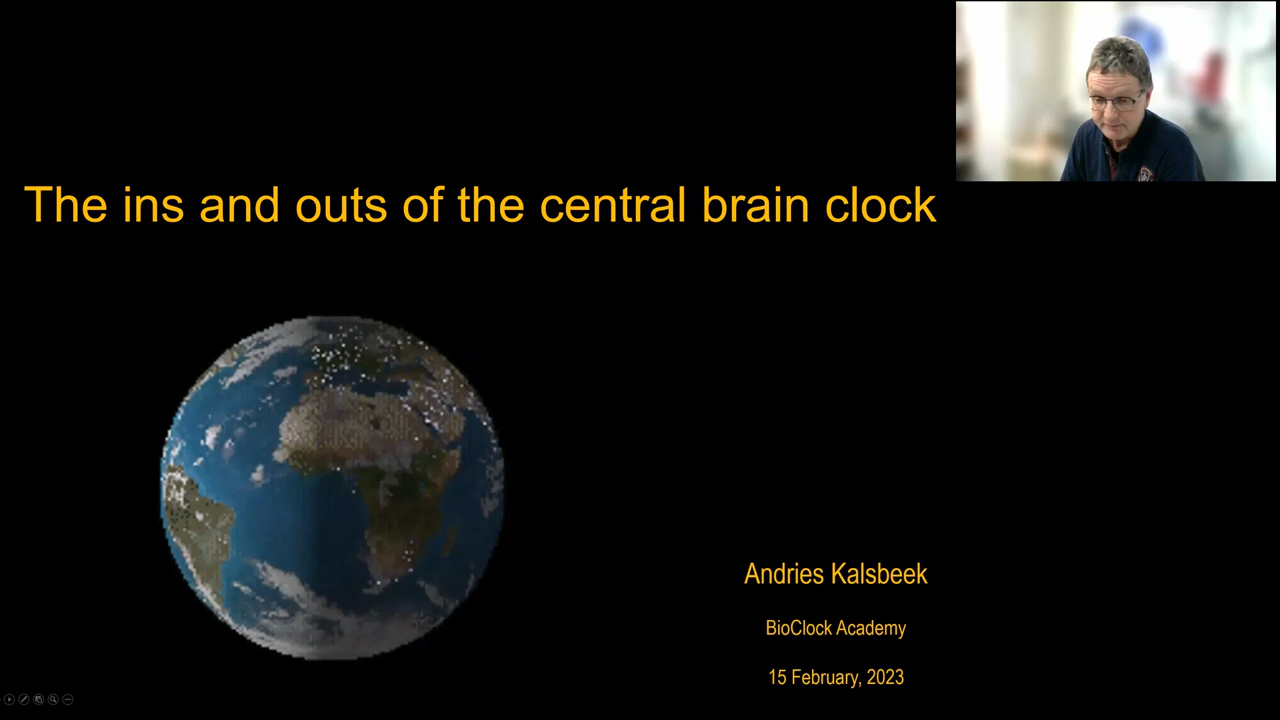 The ins and outs of the central brain clock
Andries Kalsbeek
BioClock Academy
15 February, 2023